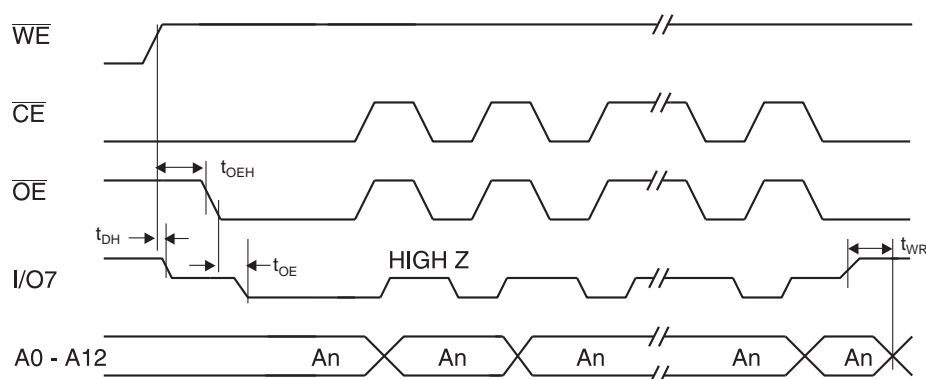 WE
CE
tOEH
OE
tDH
tOE
HIGH Z
tWR
I/O7
A0 - A12
An
An
An
An
An